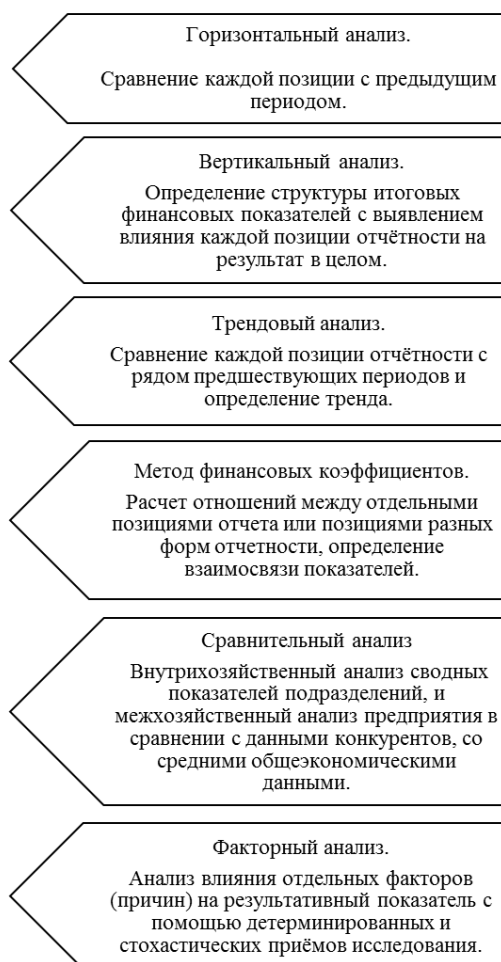 Горизонтальный анализ.
Сравнение каждой позиции с предыдущим
периодом.
Вертикальный анализ.
Определение структуры итоговых
финансовых показателей с выявлением
влияния каждой позиции отчётности на
результат в целом.
Трендовый анализ.
Сравнение каждой позиции отчётности с
рядом предшествующих периодов и
определение тренда.
Метод финансовых коэффициентов.
Расчет отношений между отдельными
позициями отчета или позициями разных
форм отчетности, определение
взаимосвязи показателей.
Сравнительный анализ
Внутрихозяйственный анализ сводных
показателей подразделений, и
межхозяйственный анализ предприятия в
сравнении с данными конкурентов, со
средними общеэкономическими
данными.
Факторный анализ.
Анализ влияния отдельных факторов
(причин) на результативный показатель с
помощью детерминированных и
стохастических приёмов исследования.